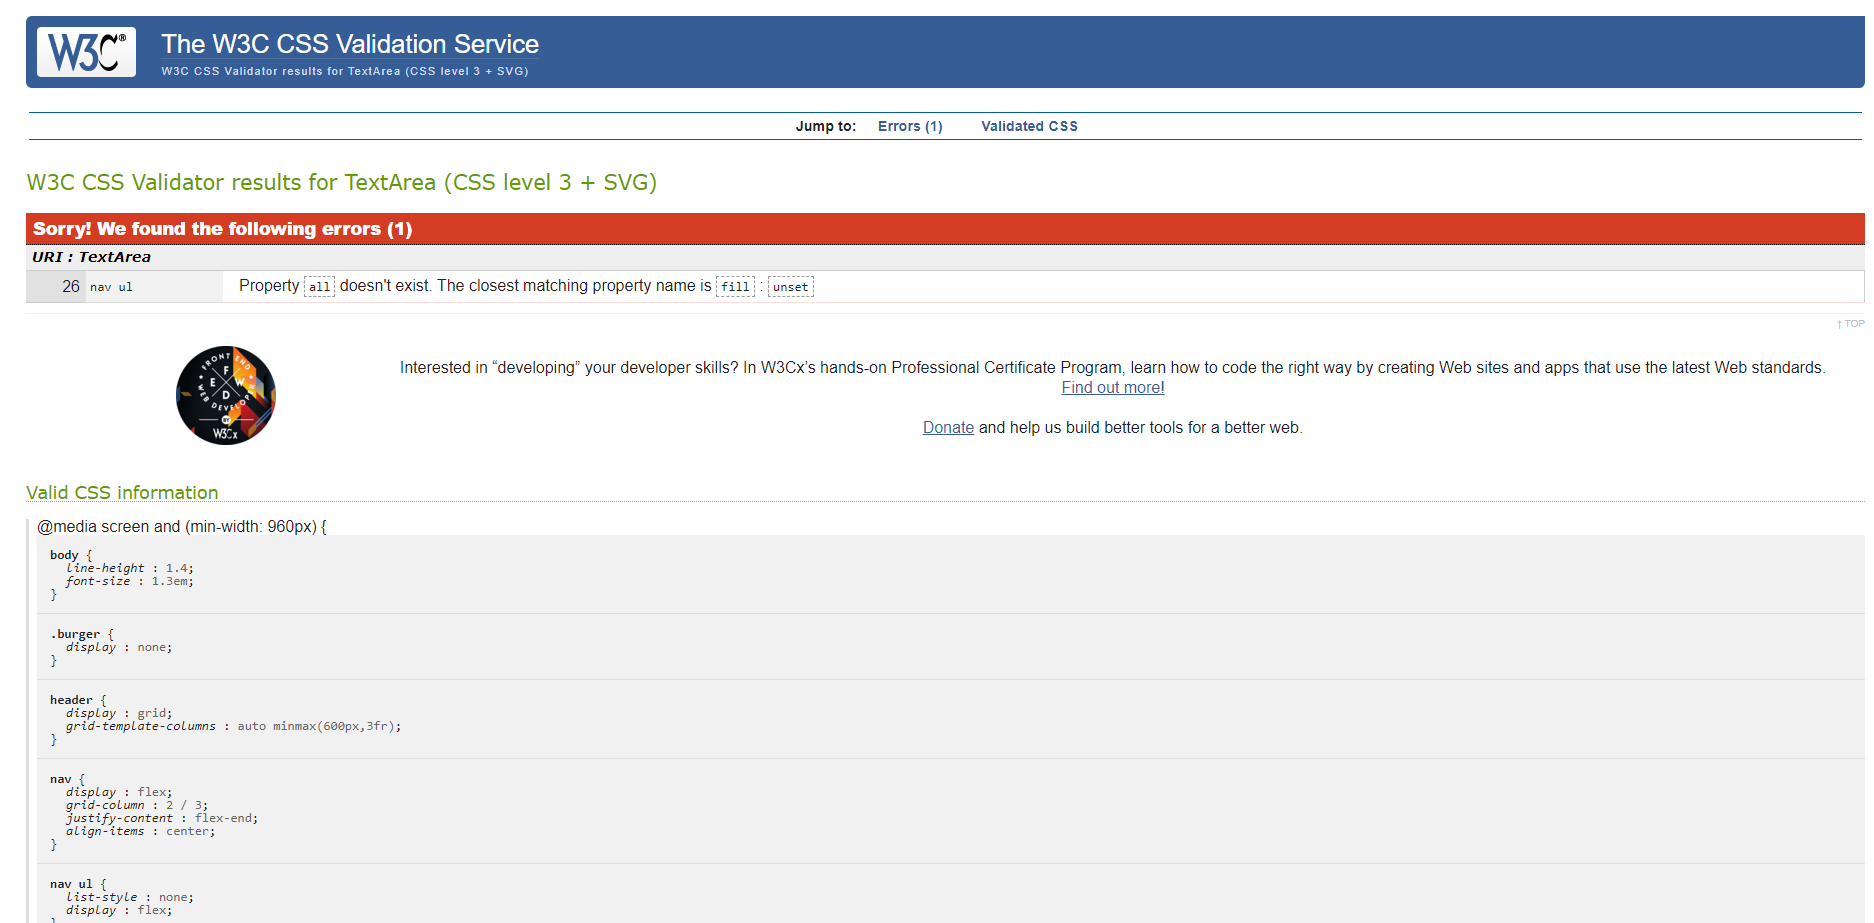 W3C®
The W3C CSS Validation Service
W3C CSS Validator results for TextArea (CSS level 3 + SVG)
Jump to: Errors (1) Validated CSS
W3C CSS Validator results for TextArea (CSS level 3 + SVG)
Sorry! We found the following errors (1)
URI : TextArea
26 nav ul Property all doesn't exist. The closest matching property name is fill : unset
↑ TOP
FRONT END
F
E W
D
WEB DEVELOPER
W3Cx
Interested in “developing” your developer skills? In W3Cx’s hands-on Professional Certificate Program, learn how to code the right way by creating Web sites and apps that use the latest Web standards.
Find out more!
Donate and help us build better tools for a better web.
Valid CSS information
@media screen and (min-width: 960px) {
body {
line-height : 1.4;
font-size : 1.3em;
}
.burger {
display : none;
}
header {
display : grid;
grid-template-columns : auto minmax(600px,3fr);
}
nav {
display : flex;
grid-column : 2 / 3;
justify-content : flex-end;
align-items : center;
}
nav ul {
list-style : none;
display : flex;
}